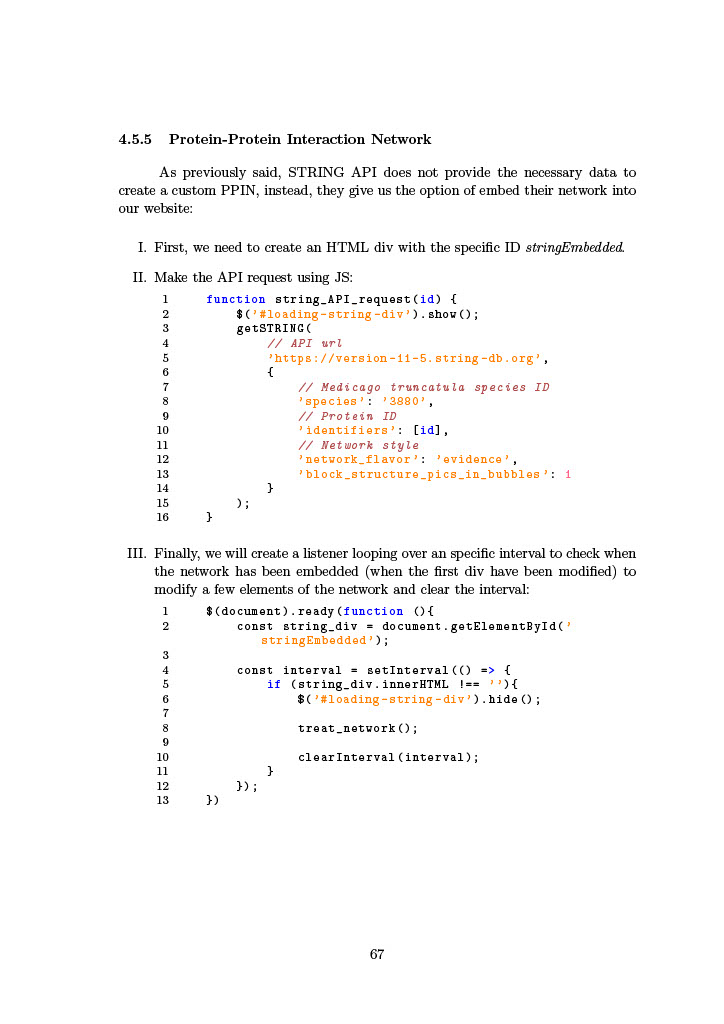 4.5.5 Protein-Protein Interaction Network
As previously said, STRING API does not provide the necessary data to
create a custom PPIN, instead, they give us the option of embed their network into
our website:
I. First, we need to create an HTML div with the specific ID stringEmbedded.
II. Make the API request using JS:
1 function string_API_request(id) {
2 $('#loading-string-div').show();
3 getSTRING(
4 // API url
5 'https://version-11-5.string-db.org',
6 {
7 // Medicago truncatula species ID
8 'species': '3880',
9 // Protein ID
10 'identifiers': [id],
11 // Network style
12 'network_flavor': 'evidence',
13 'block_structure_pics_in_bubbles': 1
14 }
15 );
16 }
III. Finally, we will create a listener looping over an specific interval to check when
the network has been embedded (when the first div have been modified) to
modify a few elements of the network and clear the interval:
1 $(document).ready(function (){
2 const string_div = document.getElementById('
stringEmbedded');
3
4 const interval = setInterval(() => {
5 if (string_div.innerHTML !== ''){
6 $('#loading-string-div').hide();
7
8 treat_network();
9
10 clearInterval(interval);
11 }
12 });
13 })
67